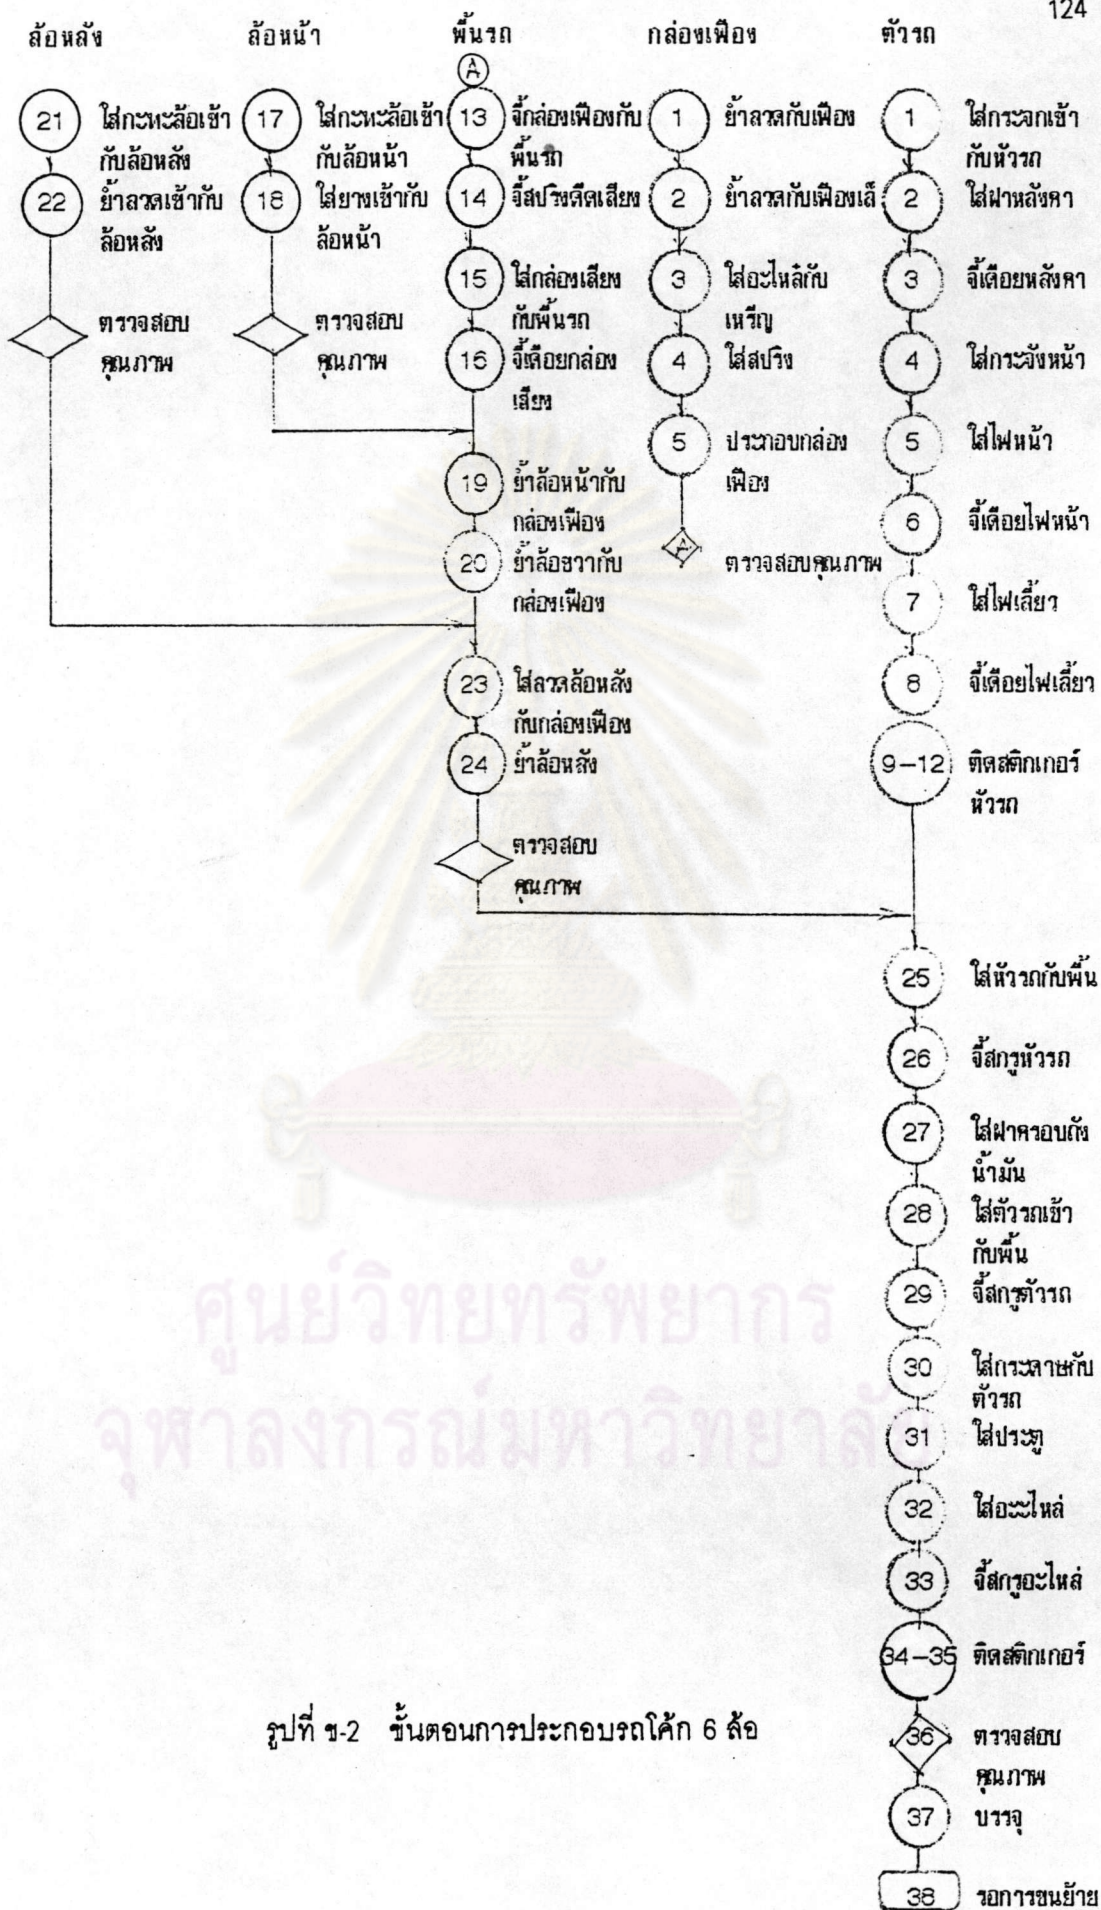 124
ล้อหลัง
ล้อหน้า
พื้นรถ
กล่องเฟือง
ตัวรถ
A
21 ใส่กะทะล้อเข้า
กับล้อหลัง
22 ย้ำลวดเข้ากับ
ล้อหลัง
ตรวจสอบ
คุณภาพ
17 ใส่กะทะล้อเข้า
กับล้อหน้า
18 ใส่ยางเข้ากับ
ล้อหน้า
ตรวจสอบ
คุณภาพ
13 จี้กล่องเฟืองกับ
พื้นรถ
14 จี้สปริงดีดเสียง
15 ใส่กล่องเสียง
กับพื้นรถ
16 จี้เดือยกล่อง
เสียง
19 ย้ำล้อหน้ากับ
กล่องเฟือง
20 ย้ำล้อขวากับ
กล่องเฟือง
23 ใส่ลวดล้อหลัง
กับกล่องเฟือง
24 ย้ำล้อหลัง
ตรวจสอบ
คุณภาพ
1 ย้ำลวดกับเฟือง
2 ย้ำลวดกับเฟืองเล็
3 ใส่อะไหล่กับ
เหรีญ
4 ใส่สปริง
5 ประกอบกล่อง
เฟือง
A ตรวจสอบคุณภาพ
1 ใส่กระจกเข้า
กับหัวรถ
2 ใส่ฝาหลังคา
3 จี้เดือยหลังคา
4 ใส่กระจังหน้า
5 ใส่ไฟหน้า
6 จี้เดือยไฟหน้า
7 ใส่ไฟเลี้ยว
8 จี้เดือยไฟเลี้ยว
9-12 ติดสติกเกอร์
หัวรถ
25 ใส่หัวรถกับพื้น
26 จี้สกรูหัวรถ
27 ใส่ฝาครอบถัง
น้ำมัน
28 ใส่ตัวรถเข้า
กับพื้น
29 จี้สกรูตัวรถ
30 ใส่กระดาษกับ
ตัวรถ
31 ใส่ประตู
32 ใส่อะะไหล่
33 จี้สกรูอะไหล่
34-35 ติดสติกเกอร์
36 ตรวจสอบ
คุณภาพ
37 บรรจุ
38 รอการขนย้าย
ศูนย์วิทยทรัพยากร
จุฬาลงกรณ์มหาวิทยาลัย
รูปที่ ข-2 ขั้นตอนการประกอบรถโค้ก 6 ล้อ